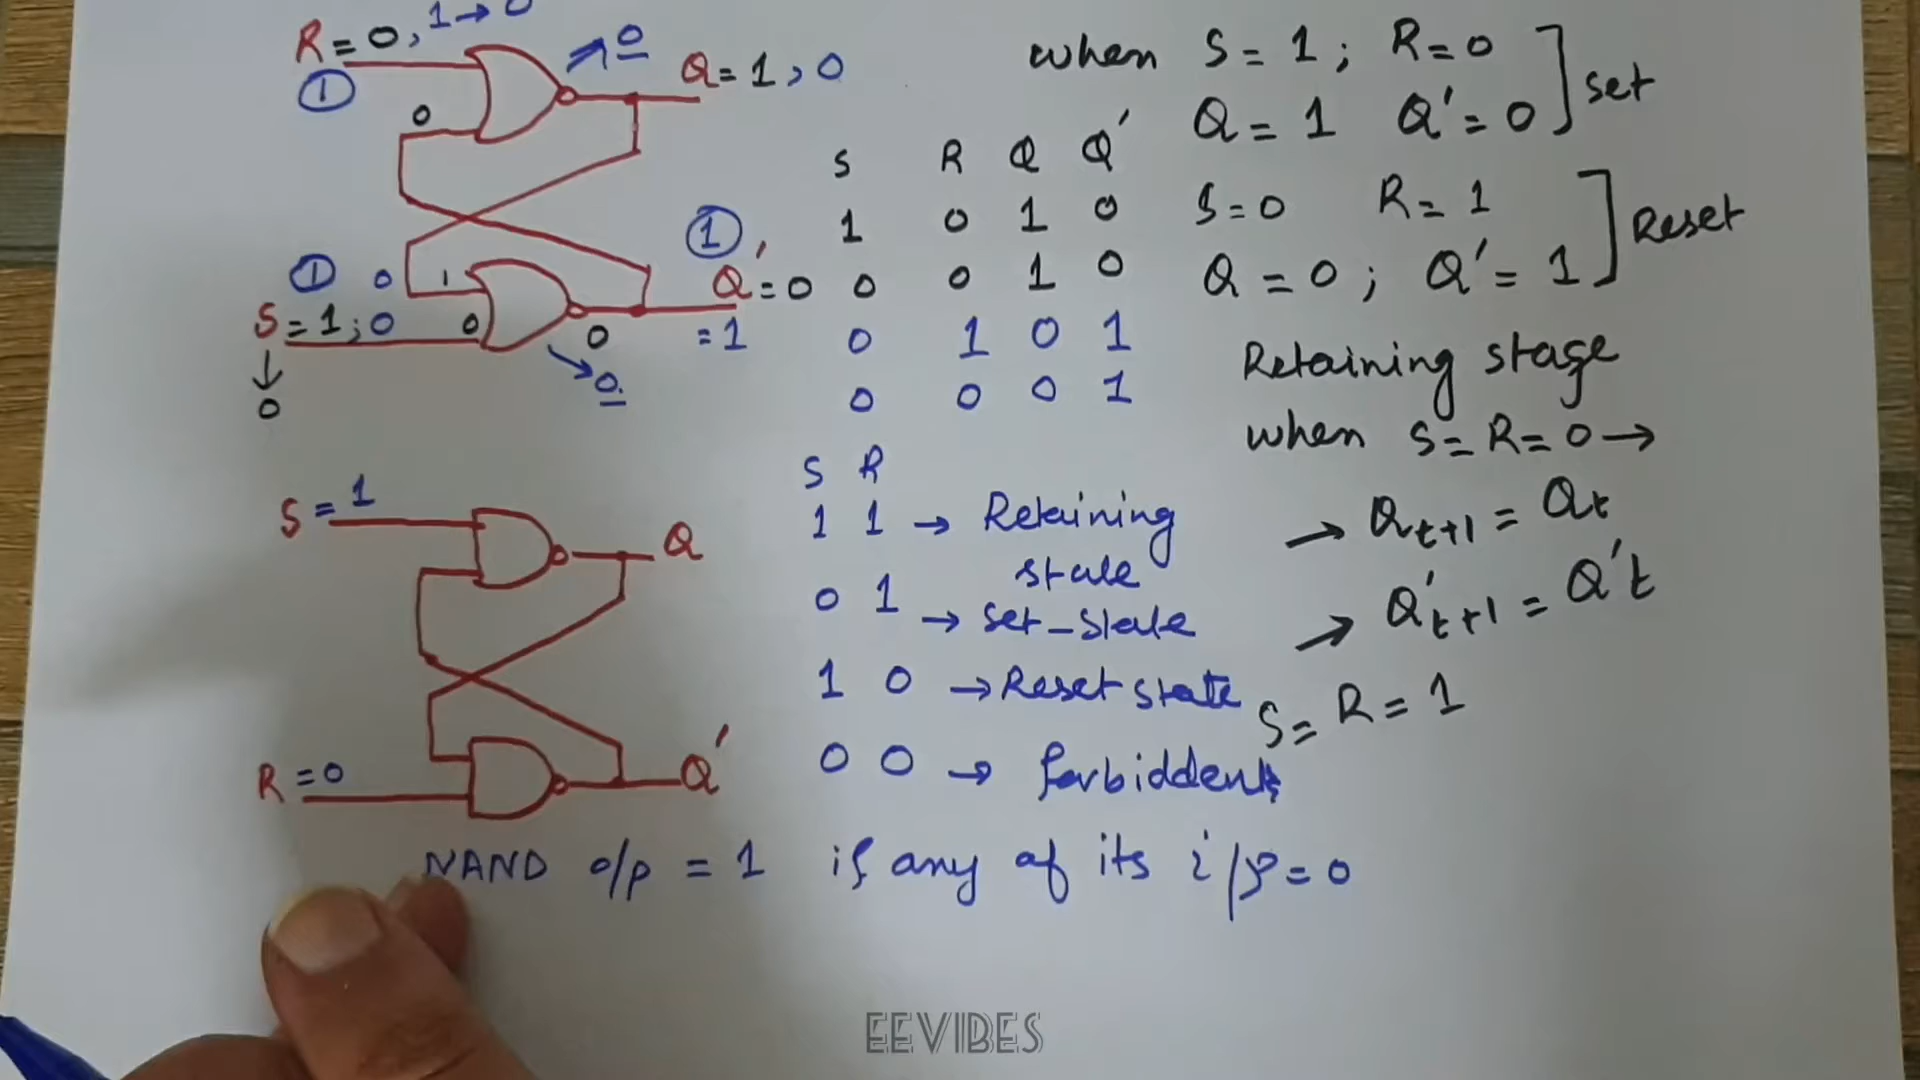 R = 0, 1 → 0
①
0
0
Q = 1, 0
①
0
1
S = 1; 0
0
↓
0
0
0.
①
Q' = 0
= 1
S R Q Q'
1 0 1 0
0 0 1 0
0 1 0 1
0 0 0 1
when S = 1; R = 0
Q = 1 Q' = 0 ] set
S = 0 R = 1
Q = 0; Q' = 1 ] Reset
Retaining stage
when S = R = 0 →
→ Qt+1 = Qt
→ Q't+1 = Q't
S = R = 1
S = 1
Q
R = 0
Q'
S R
1 1 → Retaining
state
0 1 → set-state
1 0 → Reset state
0 0 → forbidden
NAND o/p = 1 if any of its i/p = 0
EEVIBES